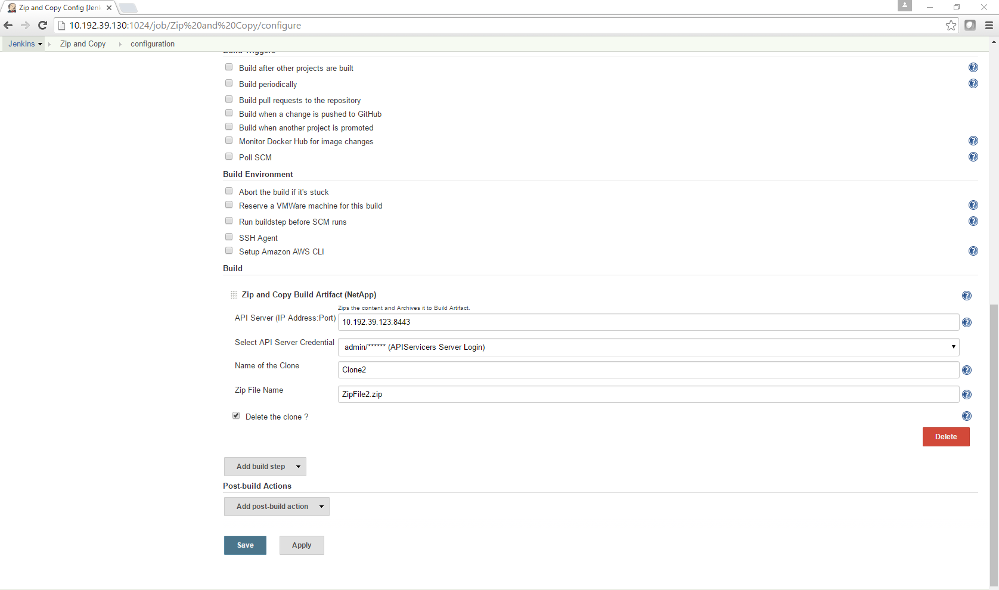 Zip and Copy Config [Jen
10.192.39.130:1024/job/Zip%20and%20Copy/configure
Jenkins Zip and Copy configuration
Build Triggers
Build after other projects are built
Build periodically
Build pull requests to the repository
Build when a change is pushed to GitHub
Build when another project is promoted
Monitor Docker Hub for image changes
Poll SCM
Build Environment
Abort the build if it's stuck
Reserve a VMWare machine for this build
Run buildstep before SCM runs
SSH Agent
Setup Amazon AWS CLI
Build
Zip and Copy Build Artifact (NetApp)
Zips the content and Archives it to Build Artifact.
API Server (IP Address:Port) 10.192.39.123:8443
Select API Server Credential admin/****** (APIServicers Server Login)
Name of the Clone Clone2
Zip File Name ZipFile2.zip
Delete the clone ?
Delete
Add build step
Post-build Actions
Add post-build action
Save Apply